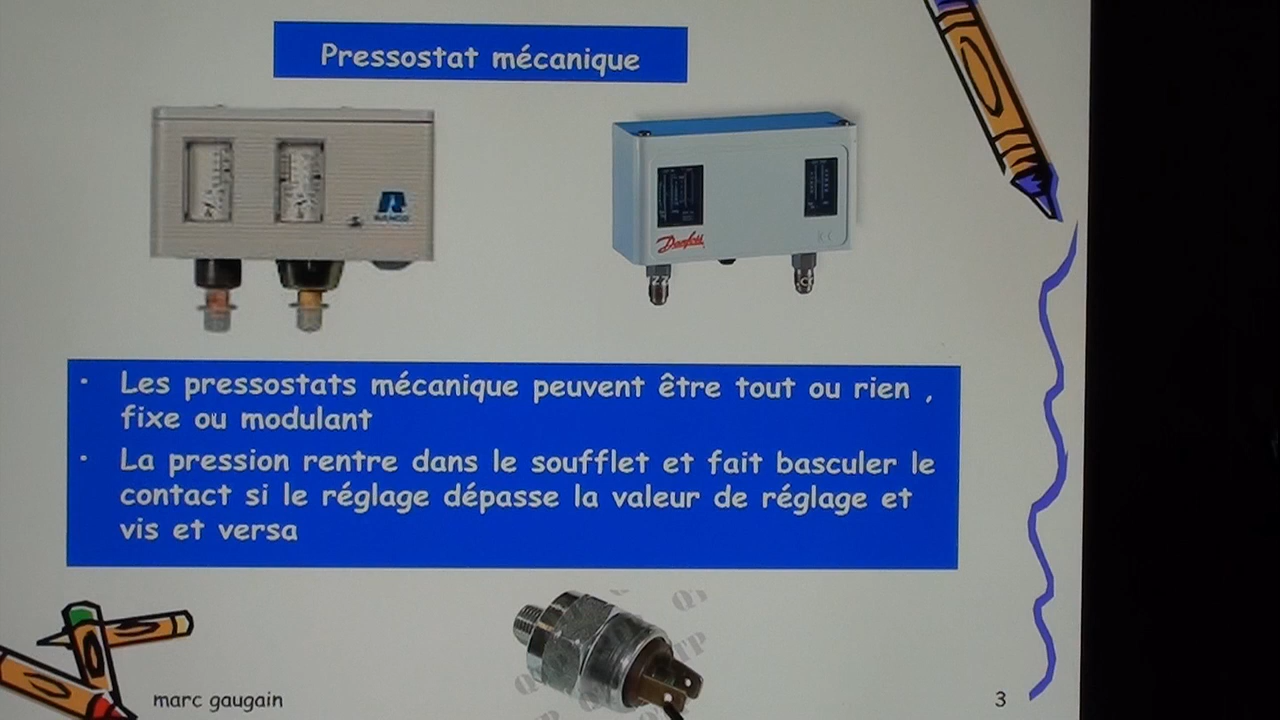 Pressostat mécanique
RANCO
Danfoss
• Les pressostats mécanique peuvent être tout ou rien ,
fixe ou modulant
• La pression rentre dans le soufflet et fait basculer le
contact si le réglage dépasse la valeur de réglage et
vis et versa
marc gaugain
3